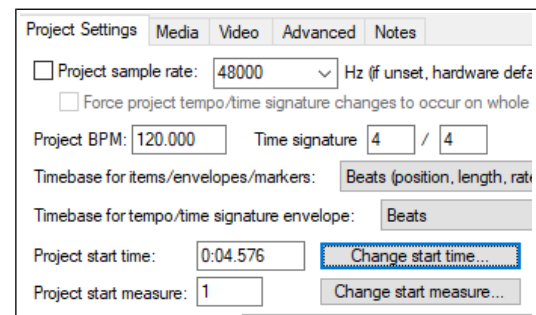 Project Settings Media Video Advanced Notes
Project sample rate: 48000 Hz (if unset, hardware defa
Force project tempo/time signature changes to occur on whole
Project BPM: 120.000 Time signature 4 / 4
Timebase for items/envelopes/markers: Beats (position, length, rate
Timebase for tempo/time signature envelope: Beats
Project start time: 0:04.576 Change start time...
Project start measure: 1 Change start measure...